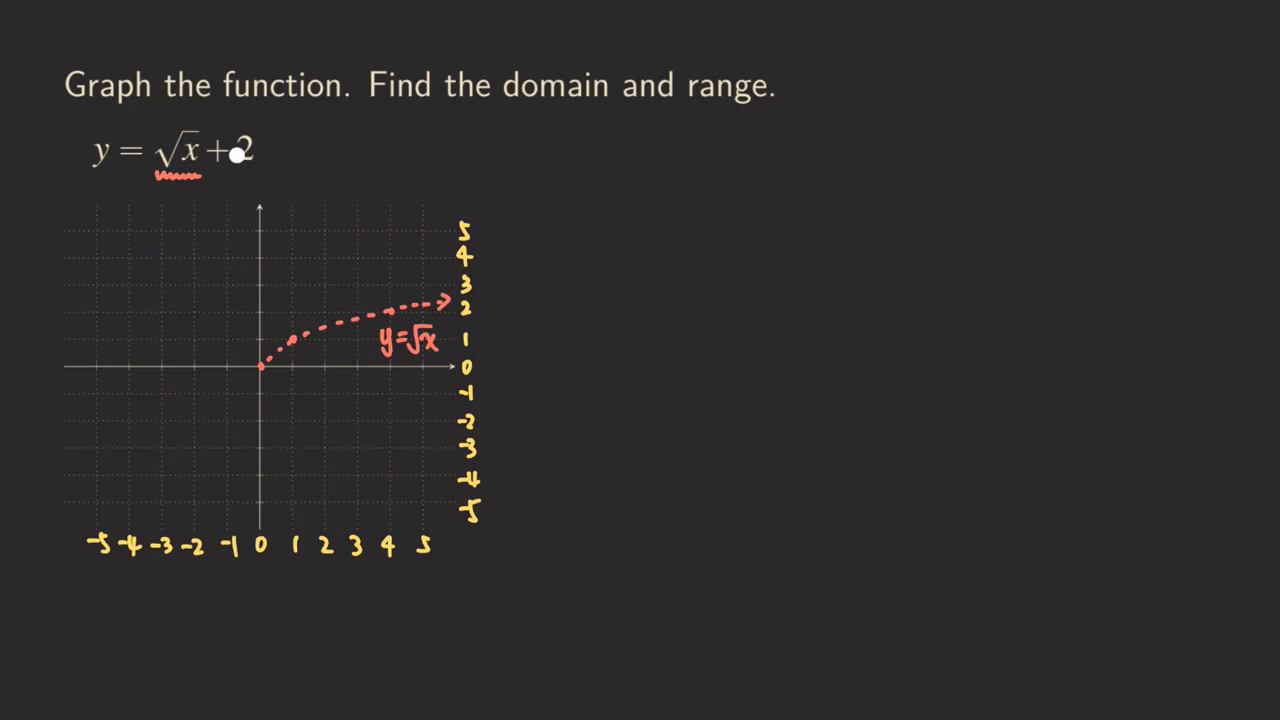 Graph the function. Find the domain and range.
y = √x + 2
5
4
3
2
y=√x
1
0
-1
-2
-3
-4
-5
-5 -4 -3 -2 -1 0 1 2 3 4 5